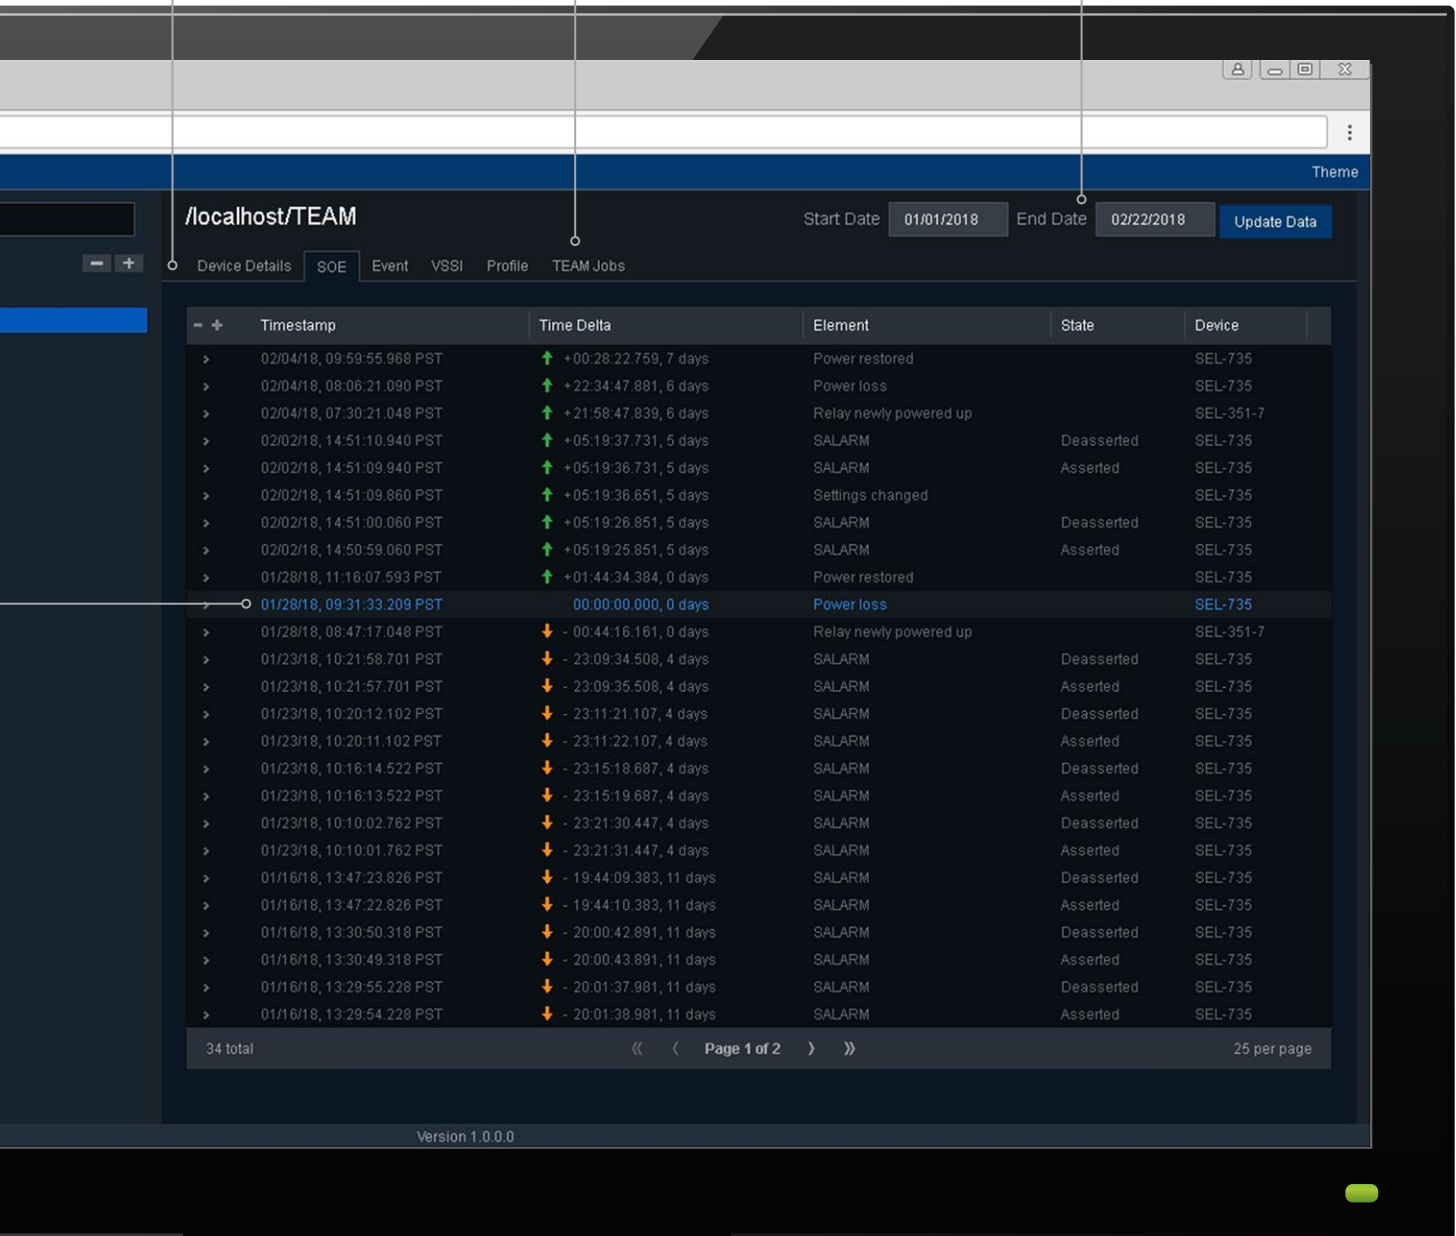 Theme
/localhost/TEAM
Start Date 01/01/2018 End Date 02/22/2018 Update Data
Device Details SOE Event VSSI Profile TEAM Jobs
Timestamp Time Delta Element State Device
02/04/18, 09:59:55.968 PST +00:28:22.759, 7 days Power restored SEL-735
02/04/18, 08:06:21.090 PST +22:34:47.881, 6 days Power loss SEL-735
02/04/18, 07:30:21.048 PST +21:58:47.839, 6 days Relay newly powered up SEL-351-7
02/02/18, 14:51:10.940 PST +05:19:37.731, 5 days SALARM Deasserted SEL-735
02/02/18, 14:51:09.940 PST +05:19:36.731, 5 days SALARM Asserted SEL-735
02/02/18, 14:51:09.860 PST +05:19:36.651, 5 days Settings changed SEL-735
02/02/18, 14:51:00.060 PST +05:19:26.851, 5 days SALARM Deasserted SEL-735
02/02/18, 14:50:59.060 PST +05:19:25.851, 5 days SALARM Asserted SEL-735
01/28/18, 11:16:07.593 PST +01:44:34.384, 0 days Power restored SEL-735
01/28/18, 09:31:33.209 PST 00:00:00.000, 0 days Power loss SEL-735
01/28/18, 08:47:17.048 PST - 00:44:16.161, 0 days Relay newly powered up SEL-351-7
01/23/18, 10:21:58.701 PST - 23:09:34.508, 4 days SALARM Deasserted SEL-735
01/23/18, 10:21:57.701 PST - 23:09:35.508, 4 days SALARM Asserted SEL-735
01/23/18, 10:20:12.102 PST - 23:11:21.107, 4 days SALARM Deasserted SEL-735
01/23/18, 10:20:11.102 PST - 23:11:22.107, 4 days SALARM Asserted SEL-735
01/23/18, 10:16:14.522 PST - 23:15:18.687, 4 days SALARM Deasserted SEL-735
01/23/18, 10:16:13.522 PST - 23:15:19.687, 4 days SALARM Asserted SEL-735
01/23/18, 10:10:02.762 PST - 23:21:30.447, 4 days SALARM Deasserted SEL-735
01/23/18, 10:10:01.762 PST - 23:21:31.447, 4 days SALARM Asserted SEL-735
01/16/18, 13:47:23.826 PST - 19:44:09.383, 11 days SALARM Deasserted SEL-735
01/16/18, 13:47:22.826 PST - 19:44:10.383, 11 days SALARM Asserted SEL-735
01/16/18, 13:30:50.318 PST - 20:00:42.891, 11 days SALARM Deasserted SEL-735
01/16/18, 13:30:49.318 PST - 20:00:43.891, 11 days SALARM Asserted SEL-735
01/16/18, 13:29:55.228 PST - 20:01:37.981, 11 days SALARM Deasserted SEL-735
01/16/18, 13:29:54.228 PST - 20:01:38.981, 11 days SALARM Asserted SEL-735
34 total Page 1 of 2 25 per page
Version 1.0.0.0